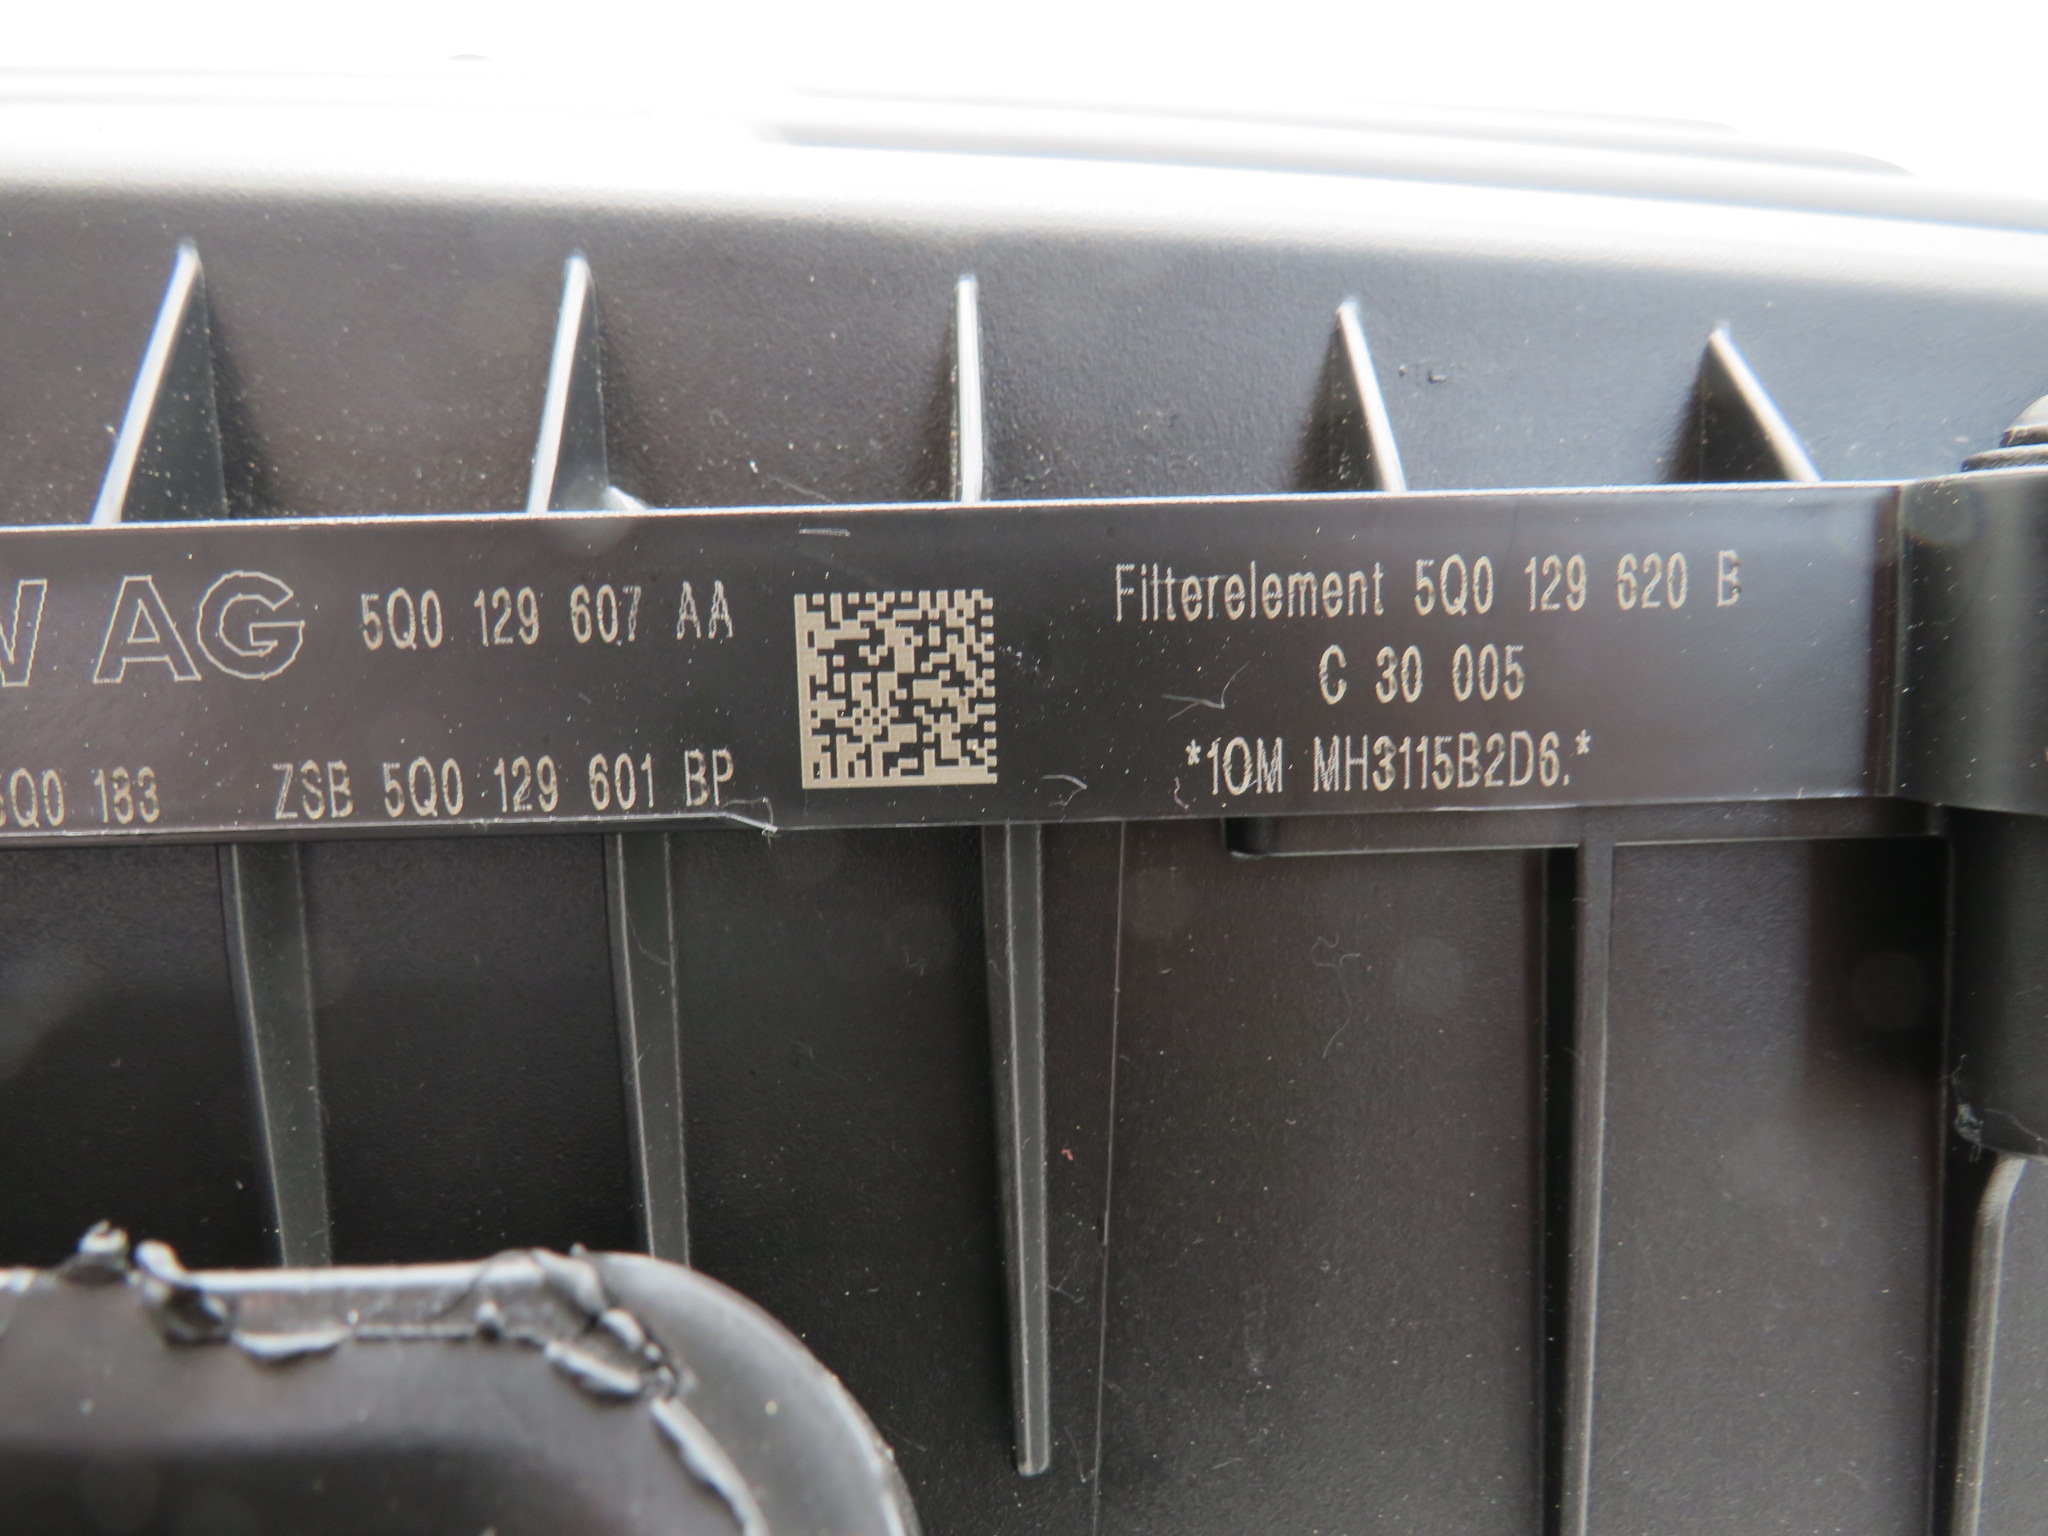 W AG 5Q0 129 607 AA
5Q0 183 ZSB 5Q0 129 601 BP
Filterelement 5Q0 129 620 B
C 30 005
*1OM MH3115B2D6.*